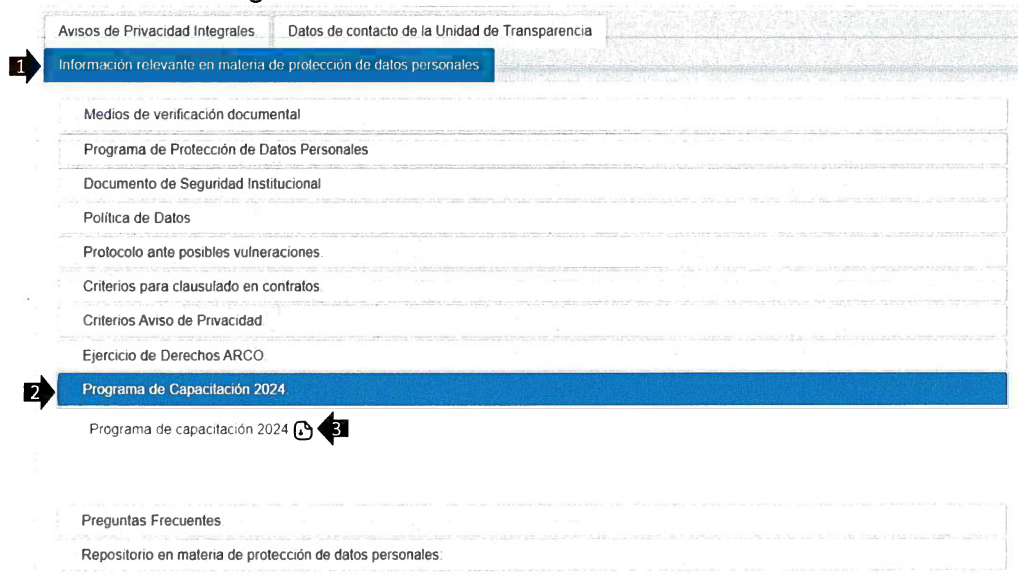 Avisos de Privacidad Integrales
Datos de contacto de la Unidad de Transparencia
1
Información relevante en materia de protección de datos personales
Medios de verificación documental
Programa de Protección de Datos Personales
Documento de Seguridad Institucional
Política de Datos
Protocolo ante posibles vulneraciones.
Criterios para clausulado en contratos.
Criterios Aviso de Privacidad.
Ejercicio de Derechos ARCO.
2
Programa de Capacitación 2024.
Programa de capacitación 2024
3
Preguntas Frecuentes
Repositorio en materia de protección de datos personales: